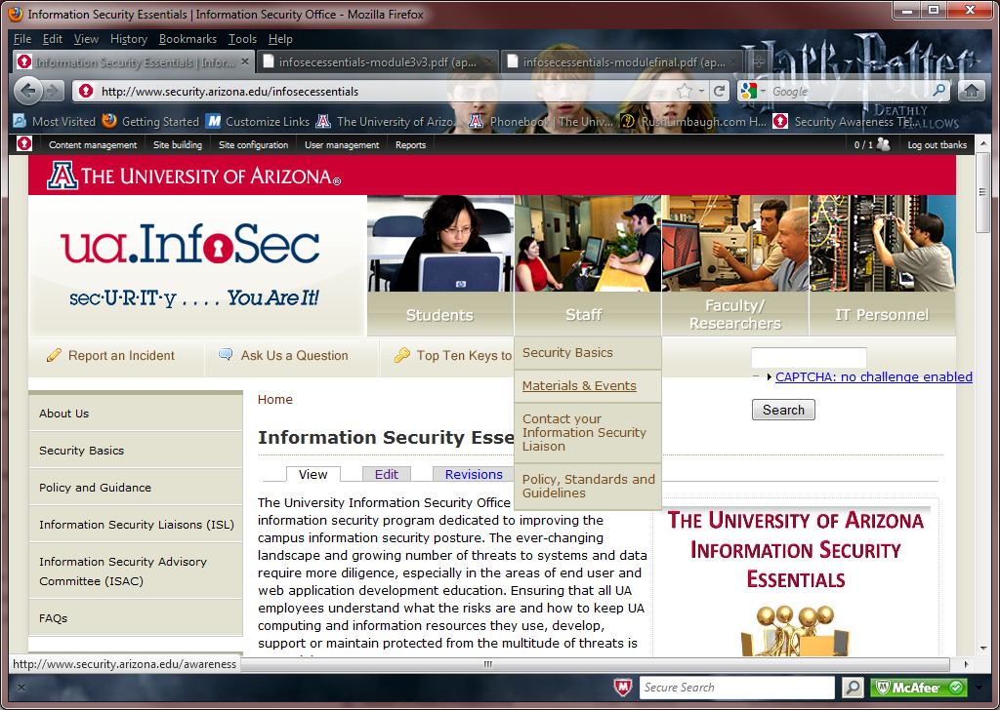 Information Security Essentials | Information Security Office - Mozilla Firefox
File Edit View History Bookmarks Tools Help
Information Security Essentials | Infor...
infosecessentials-module3v3.pdf (ap...
infosecessentials-modulefinal.pdf (ap...
Harry Potter
http://www.security.arizona.edu/infosecessentials
Google
DEATHLY
HALLOWS
Most Visited Getting Started Customize Links The University of Arizo... Phonebook | The Univ... RushLimbaugh.com H... Security Awareness Te...
Content management Site building Site configuration User management Reports 0 / 1 Log out tbanks
THE UNIVERSITY OF ARIZONA®
ua.InfoSec
sec·U·R·IT·y . . . . You Are It!
Students
Staff
Faculty/
Researchers
IT Personnel
Report an Incident
Ask Us a Question
Top Ten Keys to
Security Basics
Materials & Events
Contact your
Information Security
Liaison
Policy, Standards and
Guidelines
CAPTCHA: no challenge enabled
Search
About Us
Security Basics
Policy and Guidance
Information Security Liaisons (ISL)
Information Security Advisory
Committee (ISAC)
FAQs
Home
Information Security Esse
View Edit Revisions
The University Information Security Office
information security program dedicated to improving the
campus information security posture. The ever-changing
landscape and growing number of threats to systems and data
require more diligence, especially in the areas of end user and
web application development education. Ensuring that all UA
employees understand what the risks are and how to keep UA
computing and information resources they use, develop,
support or maintain protected from the multitude of threats is
THE UNIVERSITY OF ARIZONA
INFORMATION SECURITY
ESSENTIALS
http://www.security.arizona.edu/awareness
Secure Search
McAfee